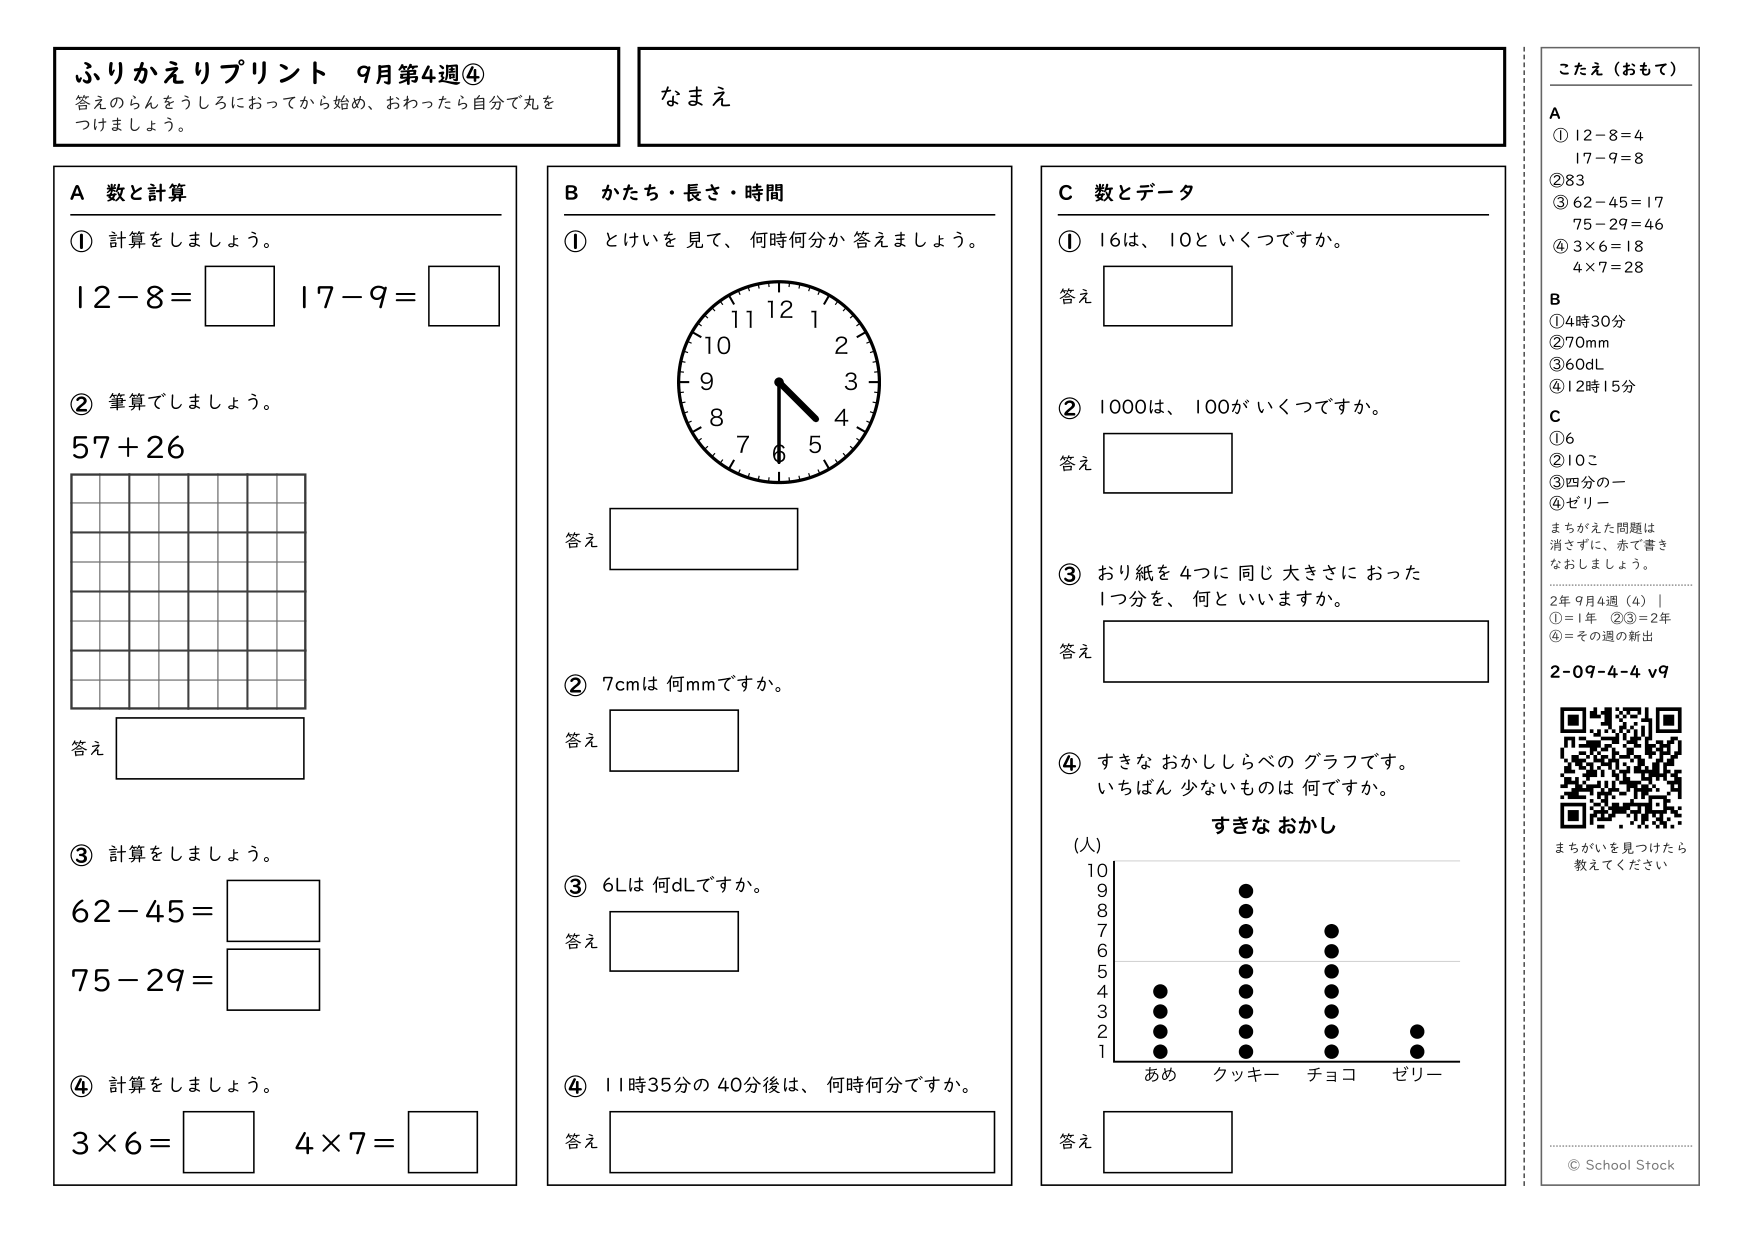 ふりかえりプリント　9月第4週④
答えのらんをうしろにおってから始め、おわったら自分で丸を
つけましょう。
なまえ
A　数と計算
① 計算をしましょう。
12－8＝
17－9＝
② 筆算でしましょう。
57＋26
答え
③ 計算をしましょう。
62－45＝
75－29＝
④ 計算をしましょう。
3×6＝
4×7＝
B　かたち・長さ・時間
① とけいを 見て、 何時何分か 答えましょう。
12
1
2
3
4
5
6
7
8
9
10
11
答え
② 7cmは 何mmですか。
答え
③ 6Lは 何dLですか。
答え
④ 11時35分の 40分後は、 何時何分ですか。
答え
C　数とデータ
① 16は、 10と いくつですか。
答え
② 1000は、 100が いくつですか。
答え
③ おり紙を 4つに 同じ 大きさに おった
1つ分を、 何と いいますか。
答え
④ すきな おかししらべの グラフです。
いちばん 少ないものは 何ですか。
すきな おかし
(人)
10
9
8
7
6
5
4
3
2
1
あめ クッキー チョコ ゼリー
答え
こたえ（おもて）
A
① 12－8＝4
17－9＝8
②83
③ 62－45＝17
75－29＝46
④ 3×6＝18
4×7＝28
B
①4時30分
②70mm
③60dL
④12時15分
C
①6
②10こ
③四分の一
④ゼリー
まちがえた問題は
消さずに、赤で書き
なおしましょう。
2年 9月4週（4）｜
①＝1年　②③＝2年
④＝その週の新出
2-09-4-4 v9
まちがいを見つけたら
教えてください
© School Stock